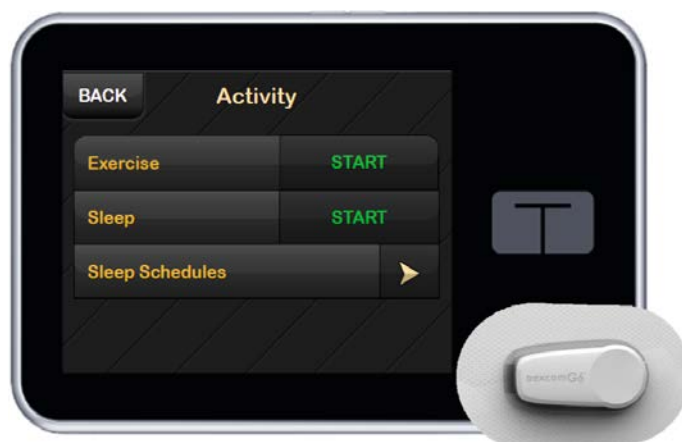 BACK
Activity
Exercise
START
Sleep
START
Sleep Schedules
Dexcom G6